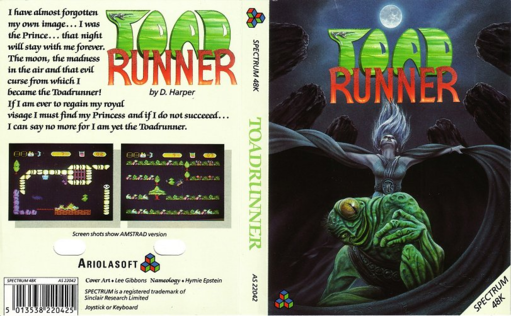 I have almost forgotten
my own image... I was
the Prince... that night
will stay with me forever.
The moon, the madness
in the air and that evil
curse from which I
became the Toadrunner!
If I am ever to regain my royal
visage I must find my Princess and if I do not succeeed...
I can say no more for I am yet the Toadrunner.
TOAD
RUNNER
by D. Harper
Screen shots show AMSTRAD version
ARIOLASOFT
Cover Art • Lee Gibbons Nameology • Hymie Epstein
SPECTRUM is a registered trademark of
Sinclair Research Limited
Joystick or Keyboard
SPECTRUM 48K AS 22042
5 013538 220425
SPECTRUM 48K
TOADRUNNER
AS 22042
TOAD
RUNNER
SPECTRUM
48K